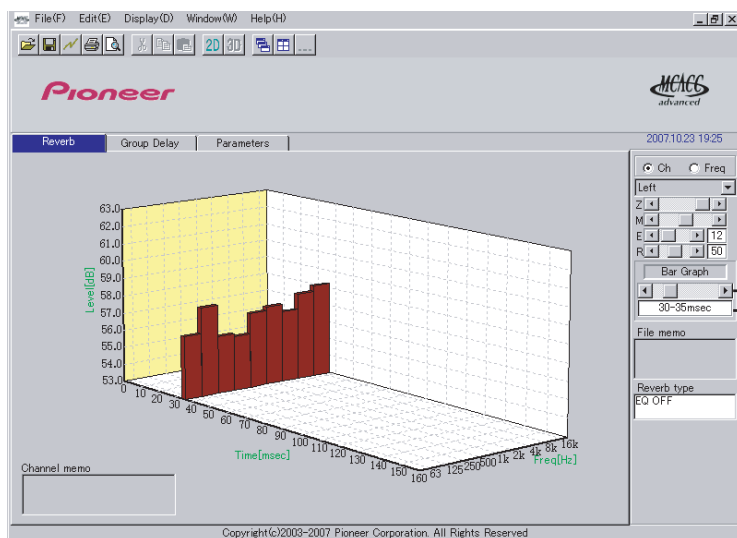 File(F) Edit(E) Display(D) Window(W) Help(H)
2D 3D ...
Pioneer
MCACC
advanced
Reverb Group Delay Parameters 2007.10.23 19:25
Ch Freq
Left
Z
M
E 12
R 50
Bar Graph
30-35msec
File memo
Reverb type
EQ OFF
63.0
62.0
61.0
60.0
59.0
58.0
57.0
56.0
55.0
54.0
53.0
Level[dB]
0 10 20 30 40 50 60 70 80 90 100 110 120 130 140 150 160
Time[msec]
63 125 250 500 1k 2k 4k 8k 16k
Freq[Hz]
Channel memo
Copyright(c)2003-2007 Pioneer Corporation. All Rights Reserved